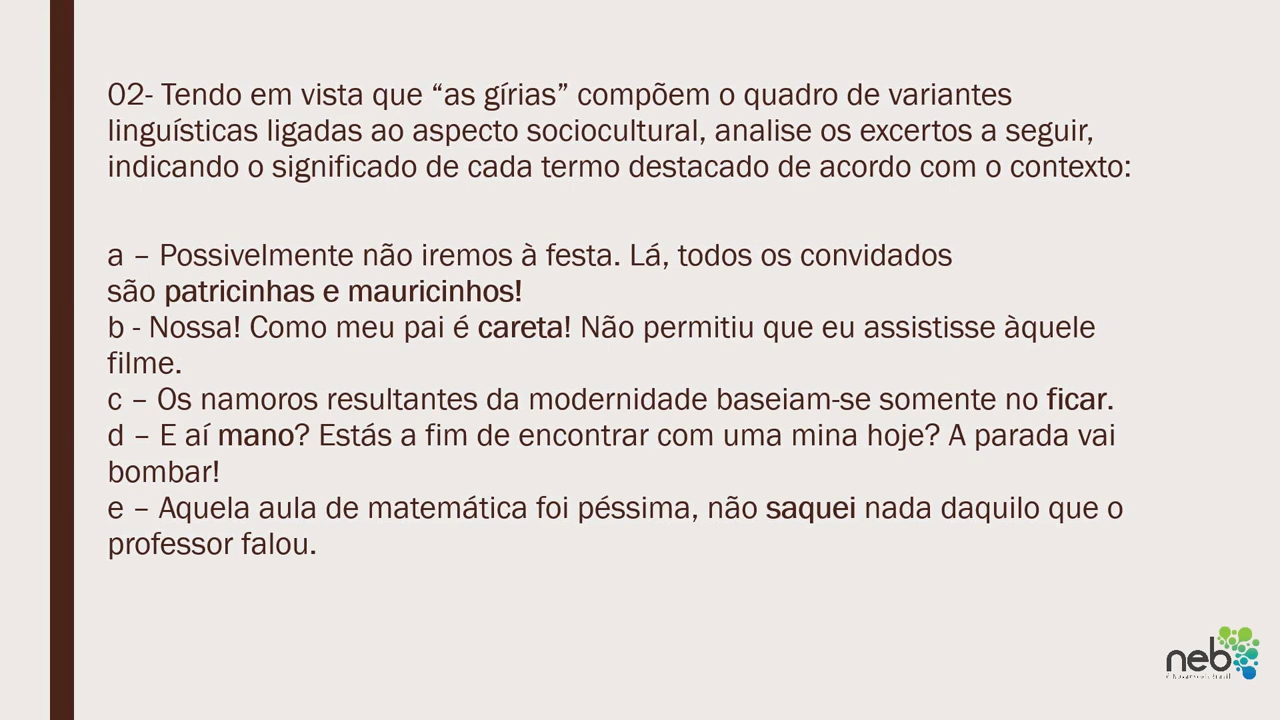 02- Tendo em vista que “as gírias” compõem o quadro de variantes
linguísticas ligadas ao aspecto sociocultural, analise os excertos a seguir,
indicando o significado de cada termo destacado de acordo com o contexto:
a – Possivelmente não iremos à festa. Lá, todos os convidados
são patricinhas e mauricinhos!
b - Nossa! Como meu pai é careta! Não permitiu que eu assistisse àquele
filme.
c – Os namoros resultantes da modernidade baseiam-se somente no ficar.
d – E aí mano? Estás a fim de encontrar com uma mina hoje? A parada vai
bombar!
e – Aquela aula de matemática foi péssima, não saquei nada daquilo que o
professor falou.
neb